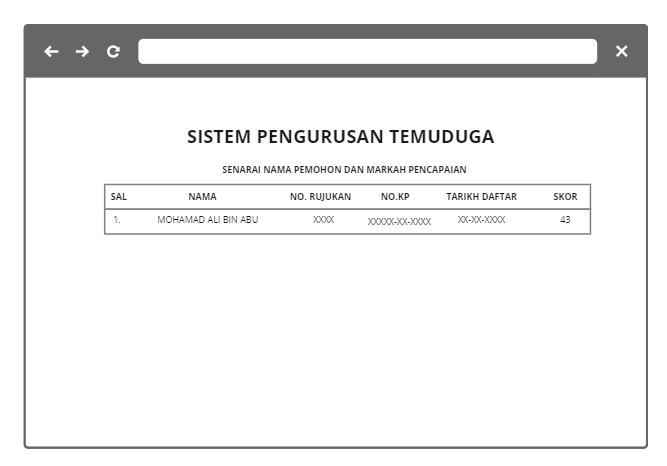 SISTEM PENGURUSAN TEMUDUGA
SENARAI NAMA PEMOHON DAN MARKAH PENCAPAIAN
SAL NAMA NO. RUJUKAN NO.KP TARIKH DAFTAR SKOR
1. MOHAMAD ALI BIN ABU XXXX XXXXX-XX-XXXX XX-XX-XXXX 43